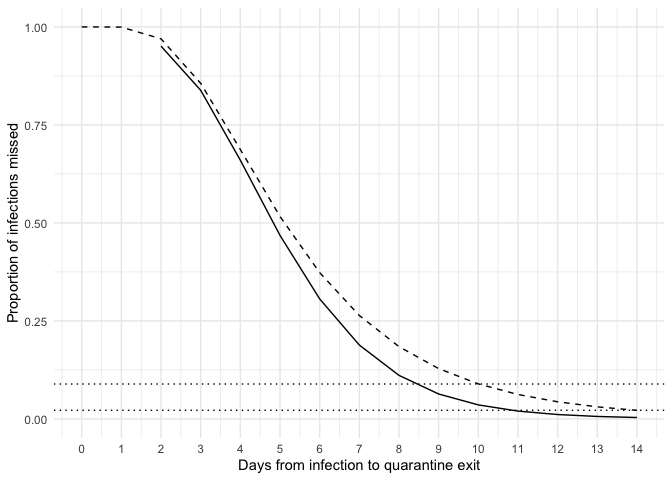 Proportion of infections missed
1.00
0.75
0.50
0.25
0.00
0 1 2 3 4 5 6 7 8 9 10 11 12 13 14
Days from infection to quarantine exit